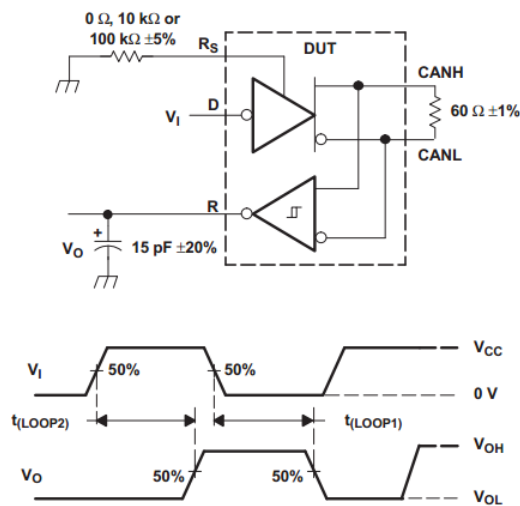 0 Ω, 10 kΩ or
100 kΩ ±5%
RS
DUT
CANH
60 Ω ±1%
VI
D
CANL
R
+
VO
15 pF ±20%
VI
50%
50%
VCC
0 V
t(LOOP2)
t(LOOP1)
VO
50%
50%
VOH
VOL